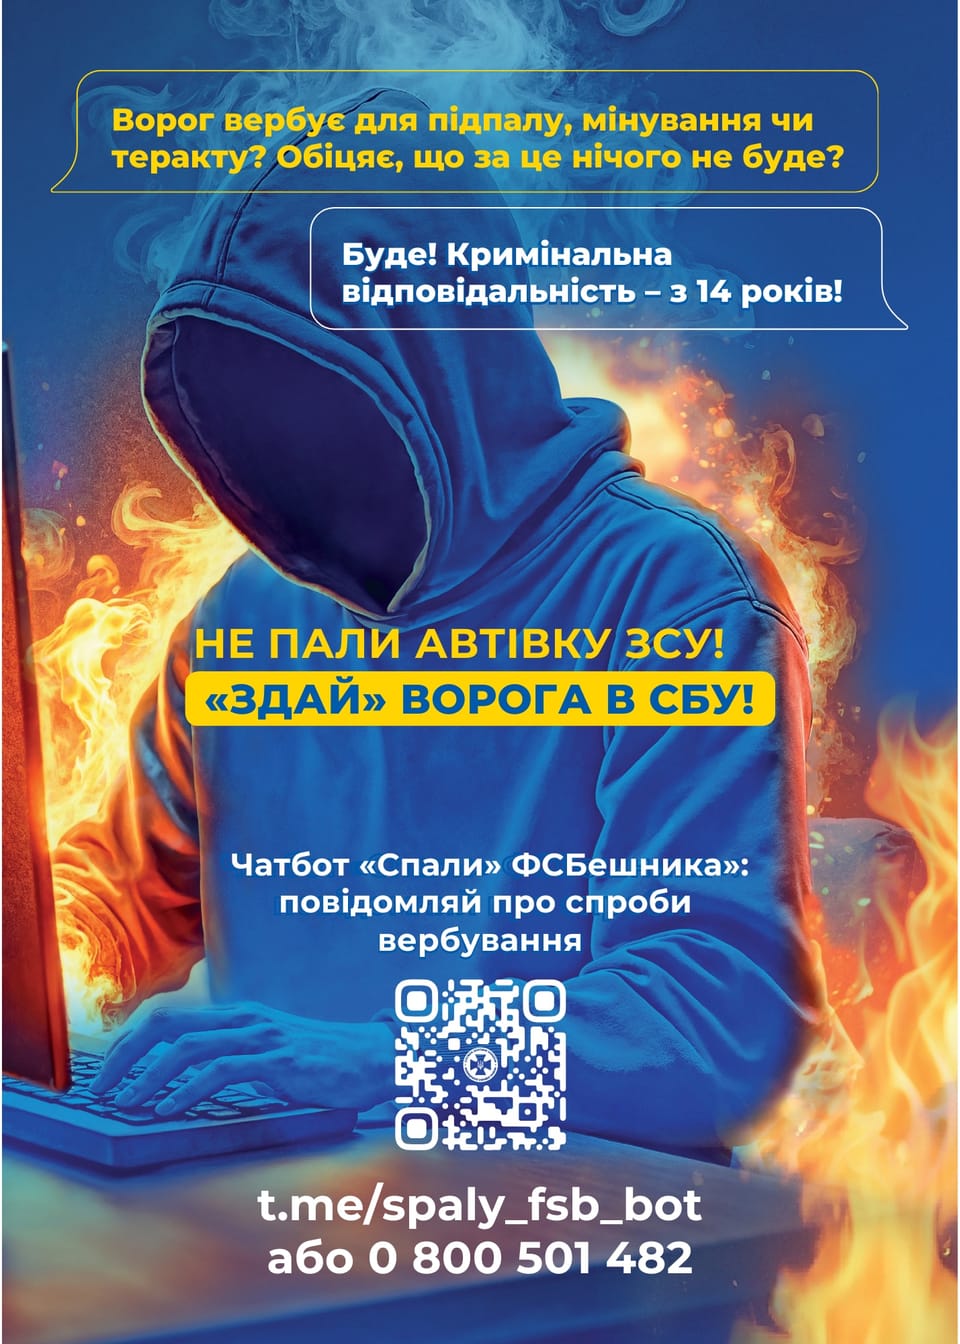 Ворог вербує для підпалу, мінування чи
теракту? Обіцяє, що за це нічого не буде?
Буде! Кримінальна
відповідальність – з 14 років!
НЕ ПАЛИ АВТІВКУ ЗСУ!
«ЗДАЙ» ВОРОГА В СБУ!
Чатбот «Спали» ФСБешника»:
повідомляй про спроби
вербування
t.me/spaly_fsb_bot
або 0 800 501 482